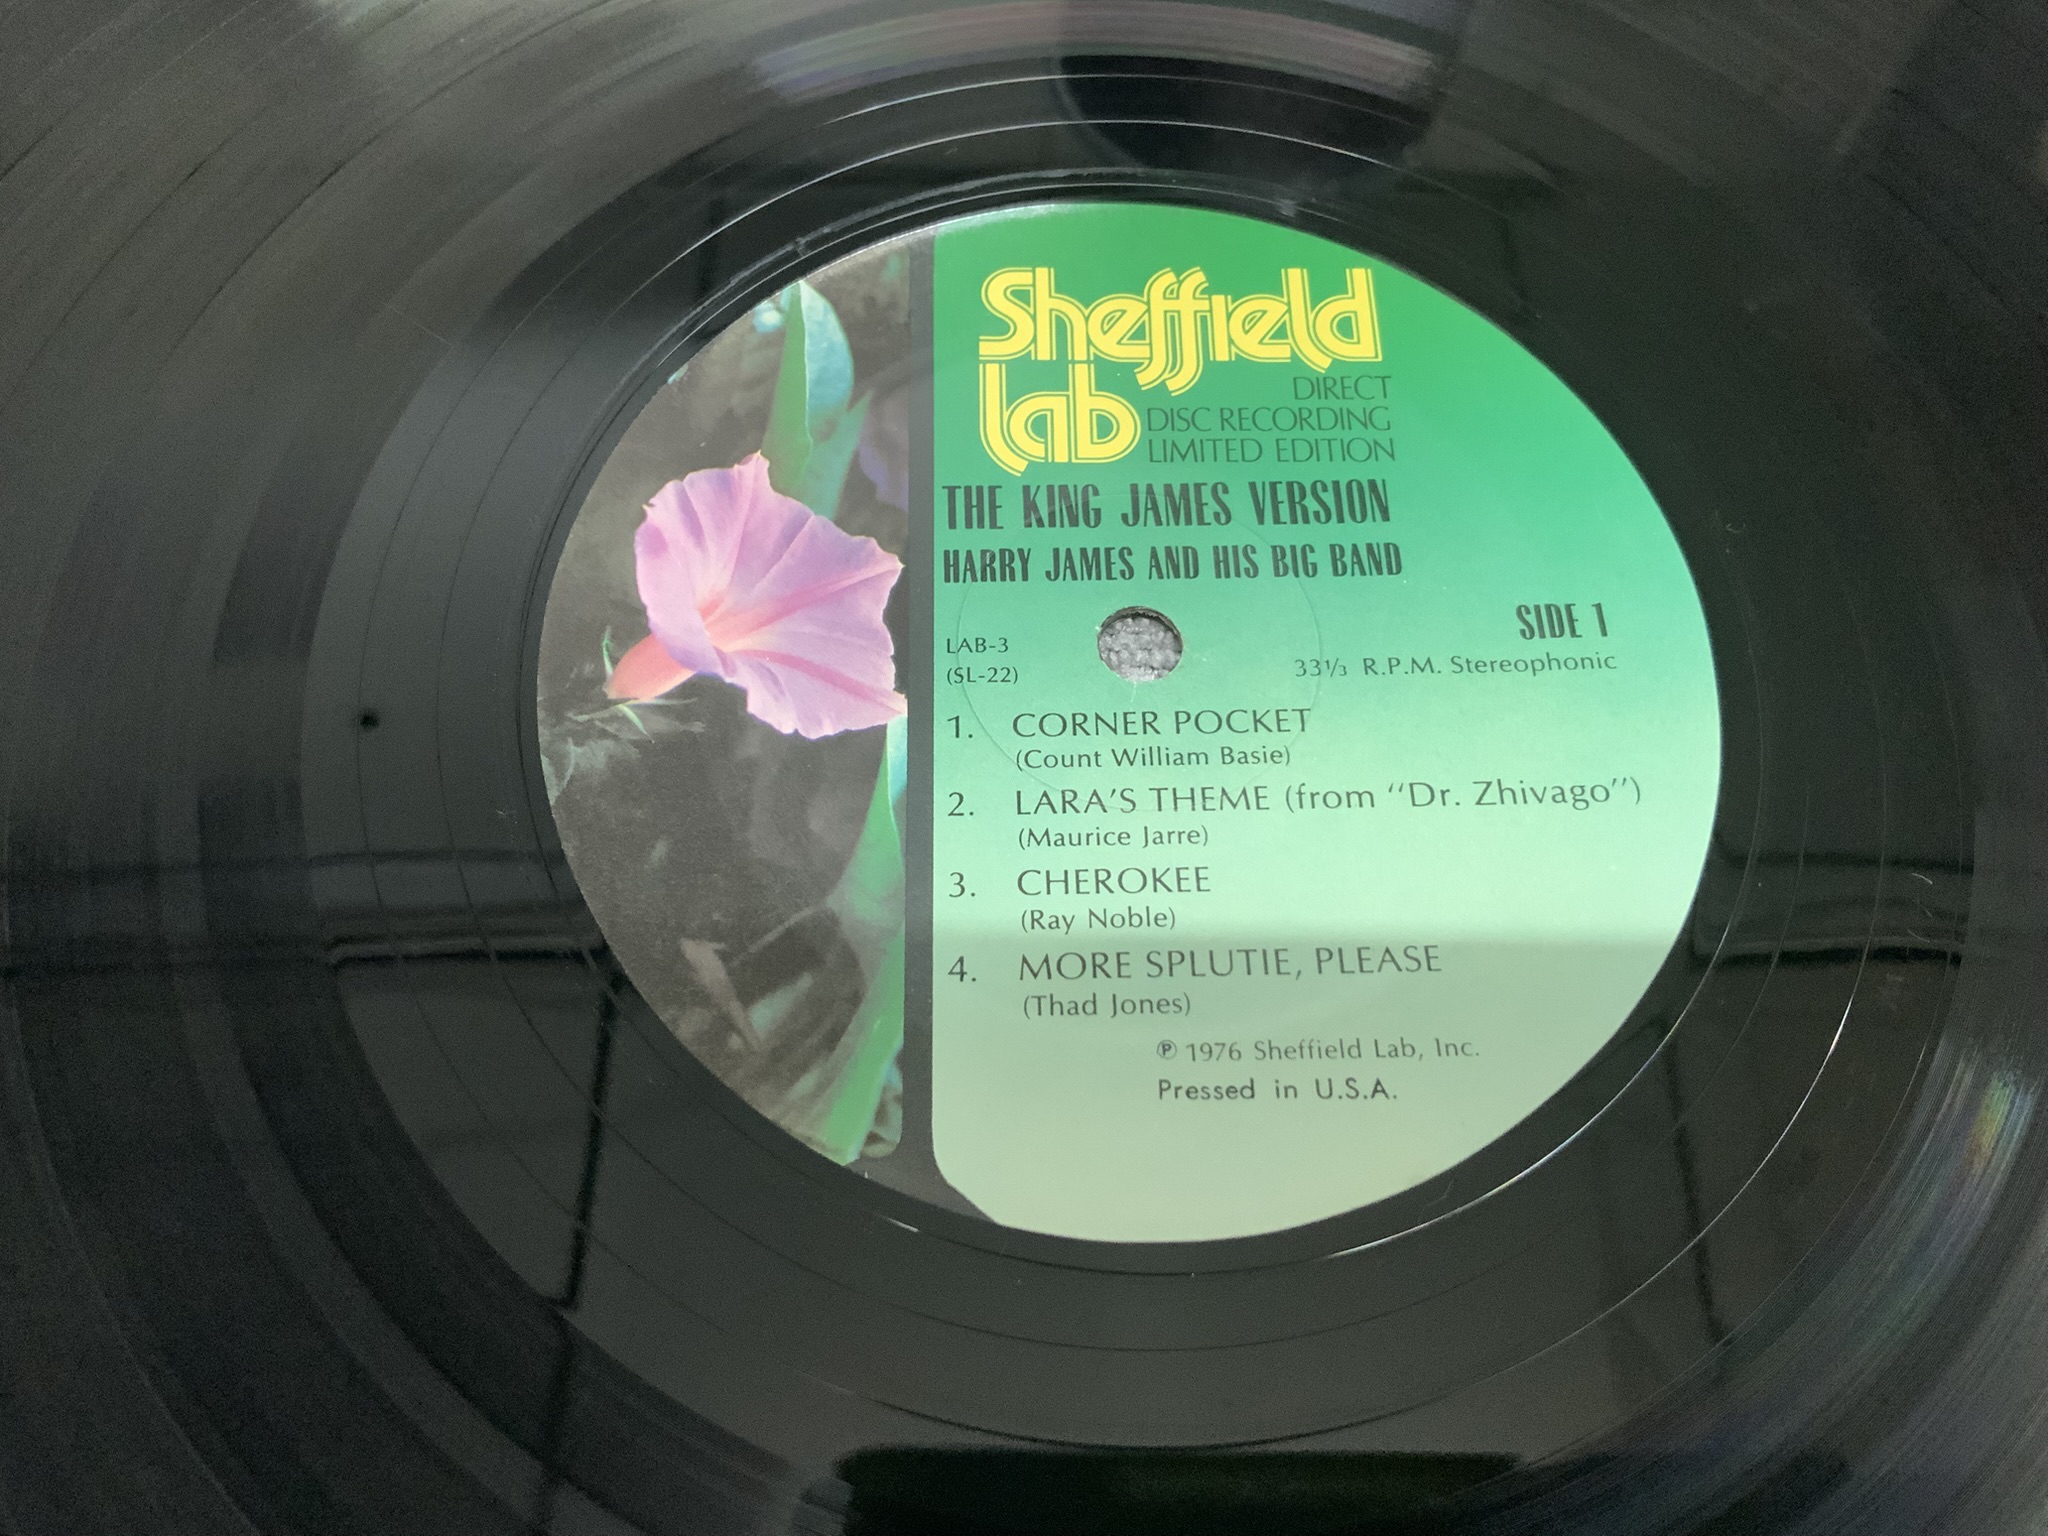 Sheffield
lab
DIRECT
DISC RECORDING
LIMITED EDITION
THE KING JAMES VERSION
HARRY JAMES AND HIS BIG BAND
SIDE 1
LAB-3
(SL-22)
33⅓ R.P.M. Stereophonic
1. CORNER POCKET
(Count William Basie)
2. LARA'S THEME (from "Dr. Zhivago")
(Maurice Jarre)
3. CHEROKEE
(Ray Noble)
4. MORE SPLUTIE, PLEASE
(Thad Jones)
℗ 1976 Sheffield Lab, Inc.
Pressed in U.S.A.